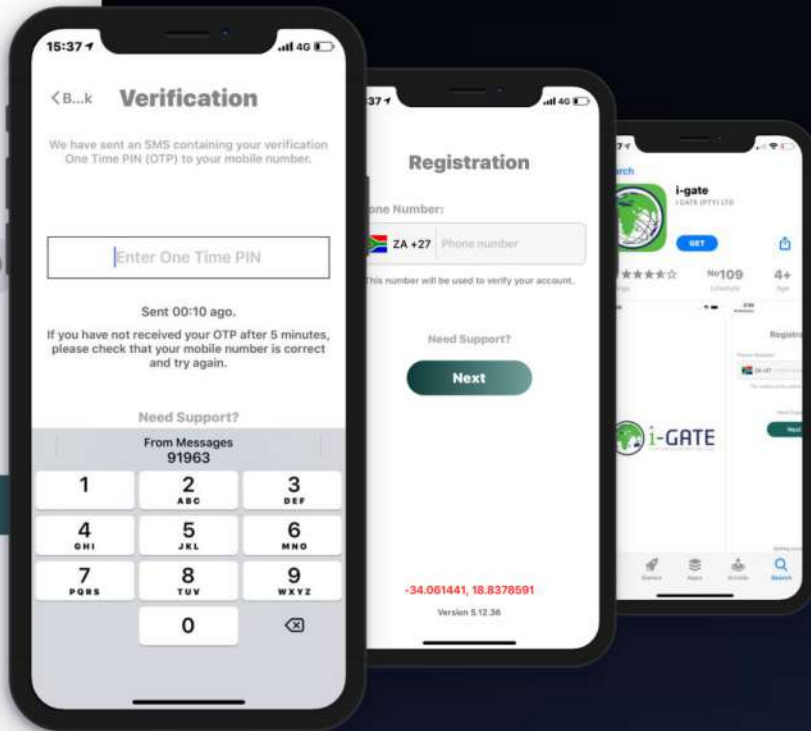 15:37
4G
< B...k
Verification
We have sent an SMS containing your verification
One Time PIN (OTP) to your mobile number.
Enter One Time PIN
Sent 00:10 ago.
If you have not received your OTP after 5 minutes,
please check that your mobile number is correct
and try again.
Need Support?
From Messages
91963
1
2
ABC
3
DEF
4
GHI
5
JKL
6
MNO
7
PQRS
8
TUV
9
WXYZ
0
37
4G
Registration
one Number:
ZA +27 Phone number
This number will be used to verify your account.
Need Support?
Next
-34.061441, 18.8378591
Version 5.12.36
rch
i-gate
I GATE (PTY) LTD
GET
No109
4+
Lifestyle
Age
Registra
ZA +27
Next
i-GATE
Games
Apps
Arcade
Search